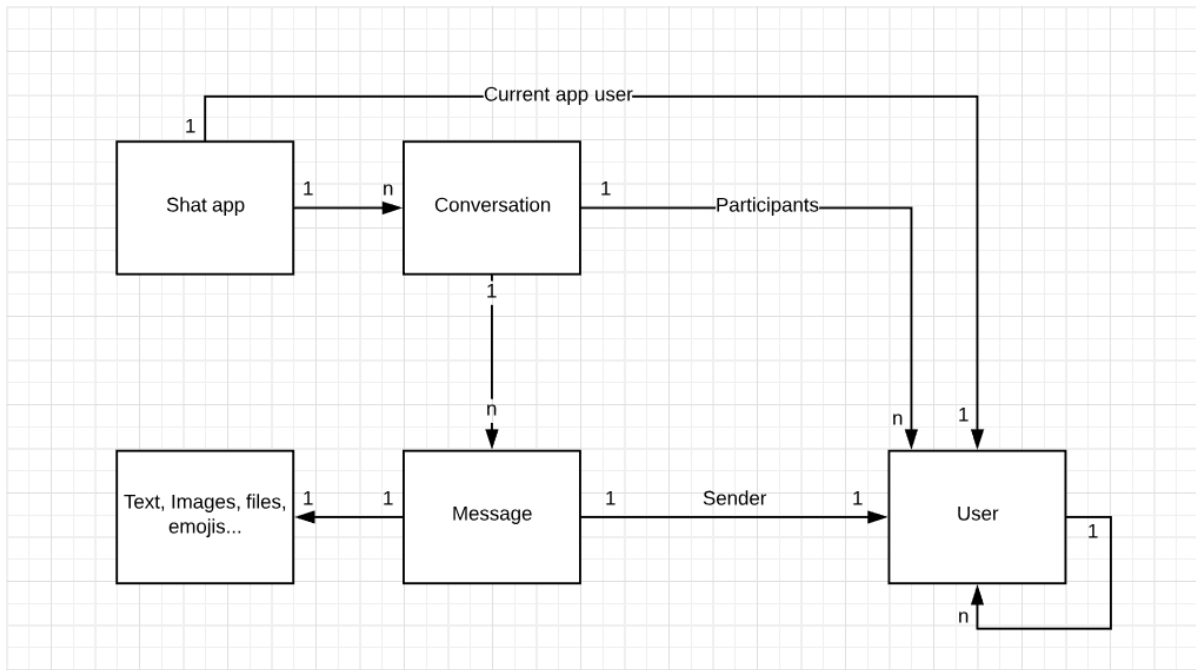 Current app user
1
Shat app
1
n
Conversation
1
Participants
1
n
n
1
Text, Images, files,
emojis...
1
1
Message
1
Sender
1
User
1
n